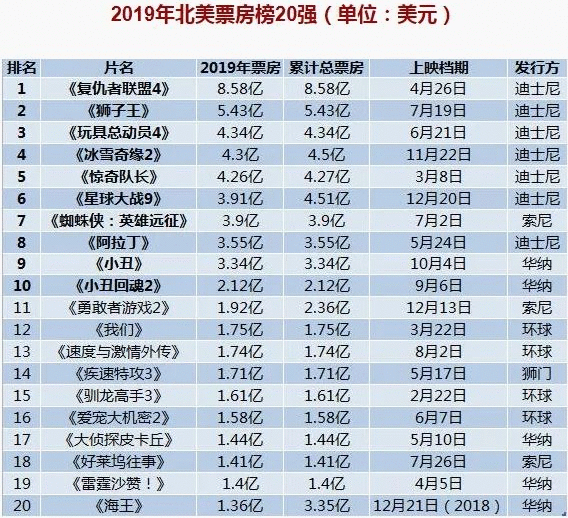 2019年北美票房榜20强（单位：美元）
排名 片名 2019年票房 累计总票房 上映档期 发行方
1 《复仇者联盟4》 8.58亿 8.58亿 4月26日 迪士尼
2 《狮子王》 5.43亿 5.43亿 7月19日 迪士尼
3 《玩具总动员4》 4.34亿 4.34亿 6月21日 迪士尼
4 《冰雪奇缘2》 4.3亿 4.5亿 11月22日 迪士尼
5 《惊奇队长》 4.26亿 4.27亿 3月8日 迪士尼
6 《星球大战9》 3.91亿 4.51亿 12月20日 迪士尼
7 《蜘蛛侠：英雄远征》 3.9亿 3.9亿 7月2日 索尼
8 《阿拉丁》 3.55亿 3.55亿 5月24日 迪士尼
9 《小丑》 3.34亿 3.34亿 10月4日 华纳
10 《小丑回魂2》 2.12亿 2.12亿 9月6日 华纳
11 《勇敢者游戏2》 1.92亿 2.36亿 12月13日 索尼
12 《我们》 1.75亿 1.75亿 3月22日 环球
13 《速度与激情外传》 1.74亿 1.74亿 8月2日 环球
14 《疾速特攻3》 1.71亿 1.71亿 5月17日 狮门
15 《驯龙高手3》 1.61亿 1.61亿 2月22日 环球
16 《爱宠大机密2》 1.58亿 1.58亿 6月7日 环球
17 《大侦探皮卡丘》 1.44亿 1.44亿 5月10日 华纳
18 《好莱坞往事》 1.41亿 1.41亿 7月26日 索尼
19 《雷霆沙赞！》 1.4亿 1.4亿 4月5日 华纳
20 《海王》 1.36亿 3.35亿 12月21日（2018） 华纳